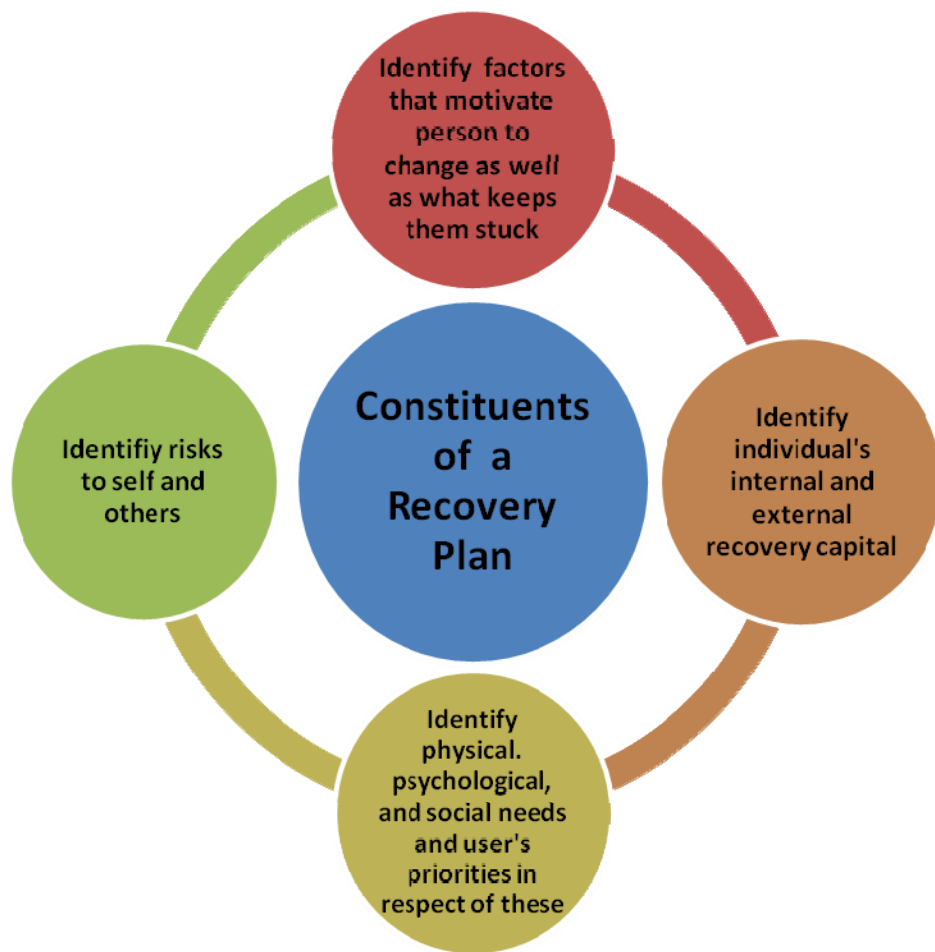 Identify factors
that motivate
person to
change as well
as what keeps
them stuck
Constituents
of a
Recovery
Plan
Identifiy risks
to self and
others
Identify
individual's
internal and
external
recovery capital
Identify
physical.
psychological,
and social needs
and user's
priorities in
respect of these